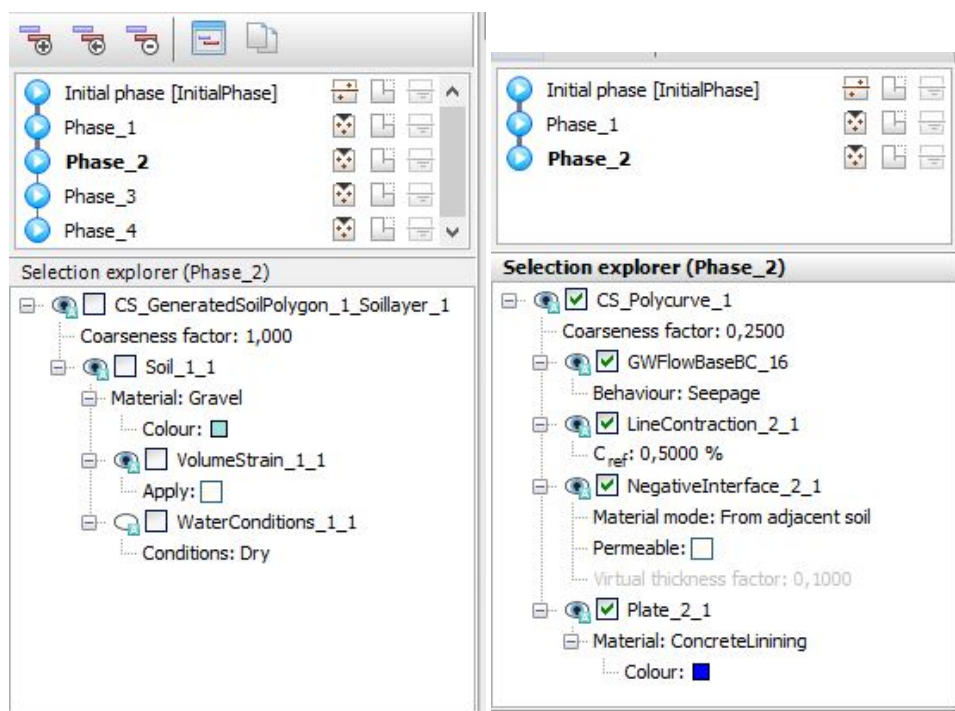 Initial phase [InitialPhase]
Phase_1
Phase_2
Phase_3
Phase_4
Selection explorer (Phase_2)
CS_GeneratedSoilPolygon_1_Soillayer_1
Coarseness factor: 1,000
Soil_1_1
Material: Gravel
Colour:
VolumeStrain_1_1
Apply:
WaterConditions_1_1
Conditions: Dry
Initial phase [InitialPhase]
Phase_1
Phase_2
Selection explorer (Phase_2)
CS_Polycurve_1
Coarseness factor: 0,2500
GWFlowBaseBC_16
Behaviour: Seepage
LineContraction_2_1
C ref: 0,5000 %
NegativeInterface_2_1
Material mode: From adjacent soil
Permeable:
Virtual thickness factor: 0,1000
Plate_2_1
Material: ConcreteLinining
Colour: